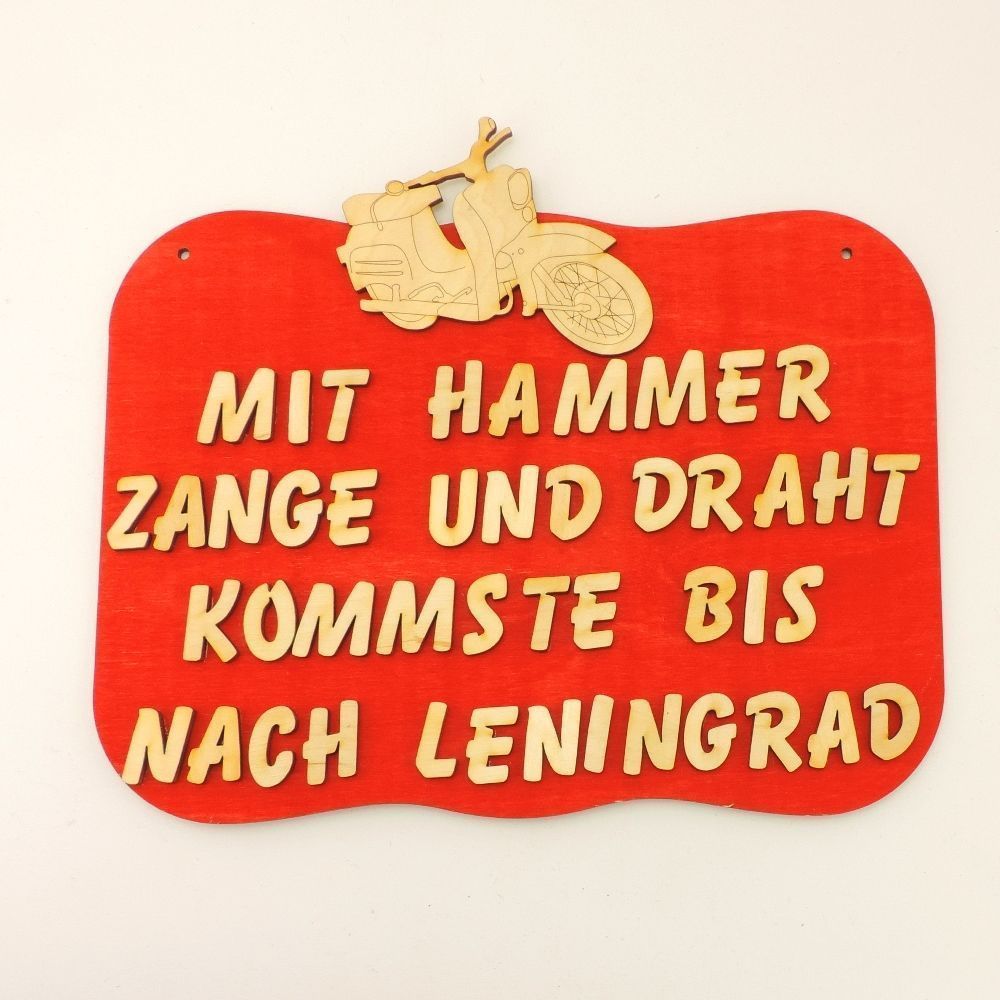 MIT HAMMER
ZANGE UND DRAHT
KOMMSTE BIS
NACH LENINGRAD